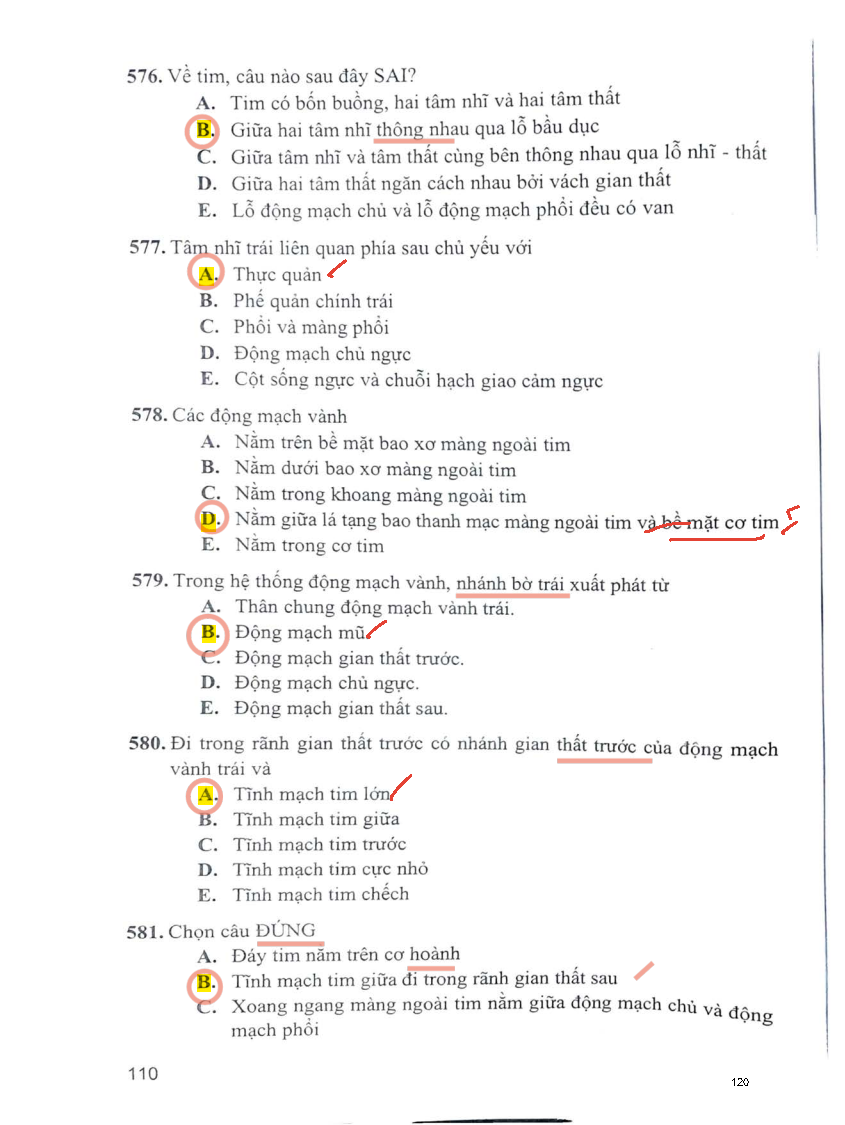 576. Về tim, câu nào sau đây SAI?
A. Tim có bốn buồng, hai tâm nhĩ và hai tâm thất
B. Giữa hai tâm nhĩ thông nhau qua lỗ bầu dục
C. Giữa tâm nhĩ và tâm thất cùng bên thông nhau qua lỗ nhĩ - thất
D. Giữa hai tâm thất ngăn cách nhau bởi vách gian thất
E. Lỗ động mạch chủ và lỗ động mạch phổi đều có van
577. Tâm nhĩ trái liên quan phía sau chủ yếu với
A. Thực quản
B. Phế quản chính trái
C. Phổi và màng phổi
D. Động mạch chủ ngực
E. Cột sống ngực và chuỗi hạch giao cảm ngực
578. Các động mạch vành
A. Nằm trên bề mặt bao xơ màng ngoài tim
B. Nằm dưới bao xơ màng ngoài tim
C. Nằm trong khoang màng ngoài tim
D. Nằm giữa lá tạng bao thanh mạc màng ngoài tim và bề mặt cơ tim
E. Nằm trong cơ tim
579. Trong hệ thống động mạch vành, nhánh bờ trái xuất phát từ
A. Thân chung động mạch vành trái.
B. Động mạch mũ
C. Động mạch gian thất trước.
D. Động mạch chủ ngực.
E. Động mạch gian thất sau.
580. Đi trong rãnh gian thất trước có nhánh gian thất trước của động mạch
vành trái và
A. Tĩnh mạch tim lớn
B. Tĩnh mạch tim giữa
C. Tĩnh mạch tim trước
D. Tĩnh mạch tim cực nhỏ
E. Tĩnh mạch tim chếch
581. Chọn câu ĐÚNG
A. Đáy tim nằm trên cơ hoành
B. Tĩnh mạch tim giữa đi trong rãnh gian thất sau
C. Xoang ngang màng ngoài tim nằm giữa động mạch chủ và động
mạch phổi
110
120